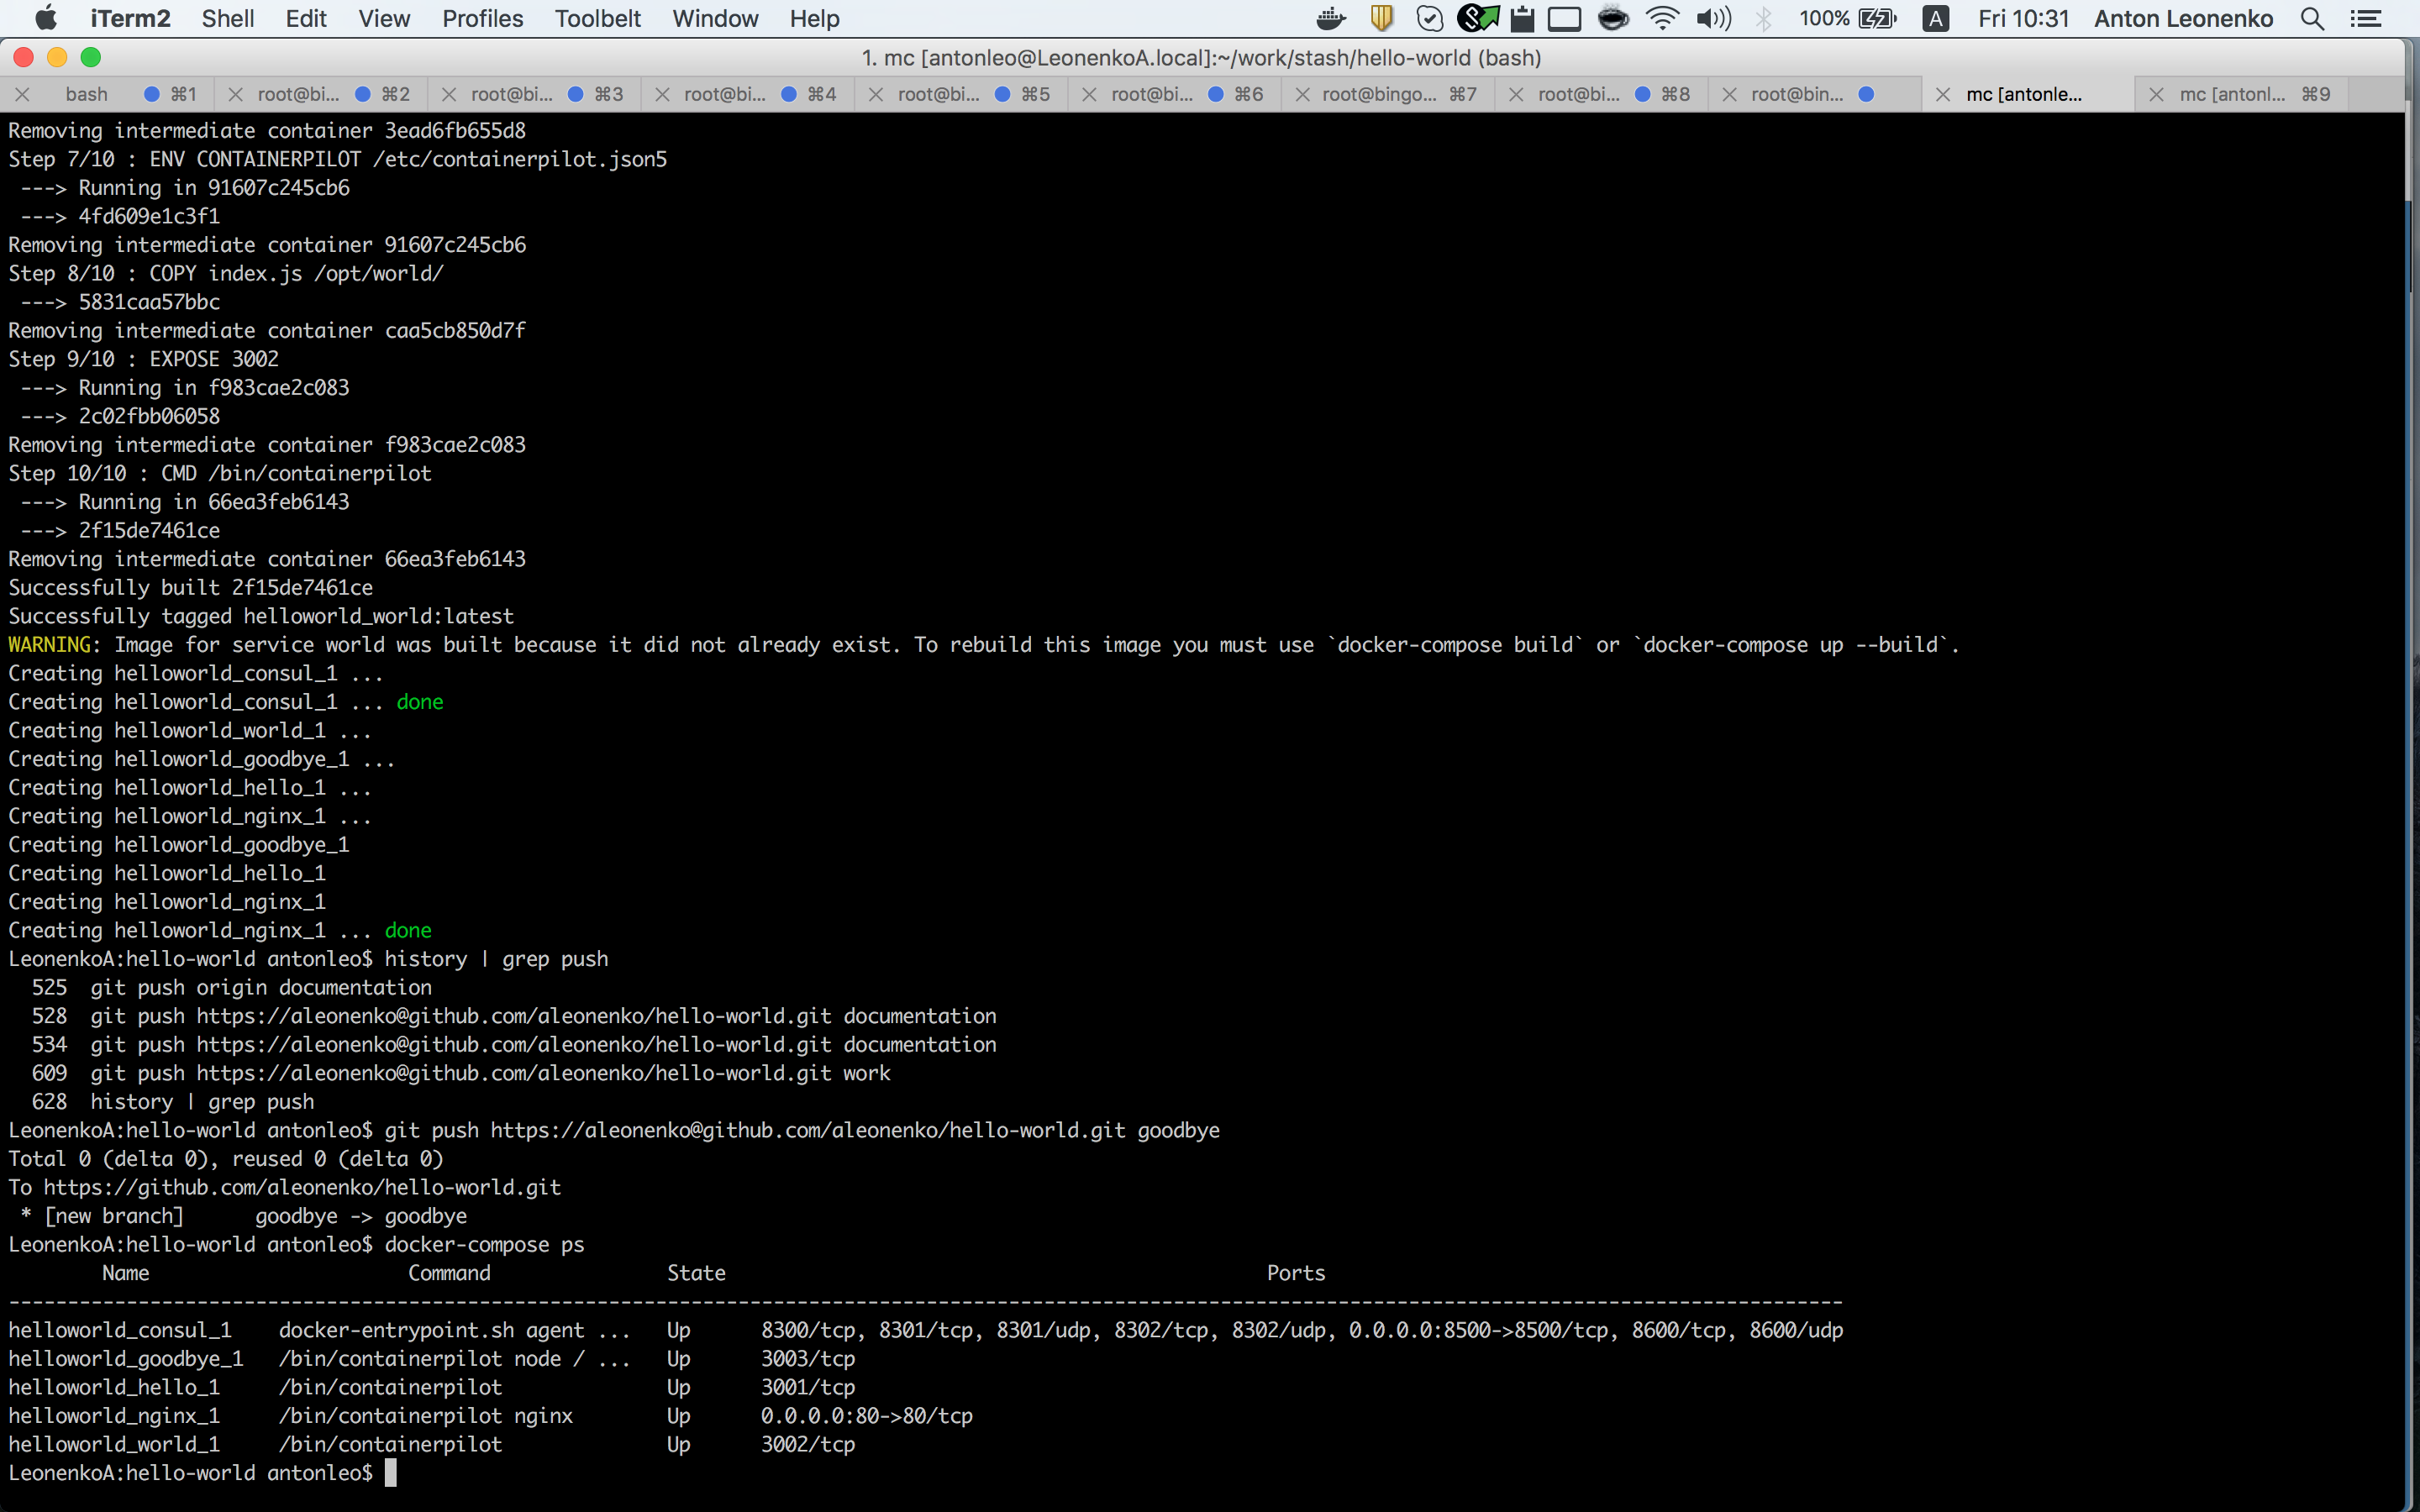 iTerm2 Shell Edit View Profiles Toolbelt Window Help 100% A Fri 10:31 Anton Leonenko
1. mc [antonleo@LeonenkoA.local]:~/work/stash/hello-world (bash)
bash ⌘1 root@bi... ⌘2 root@bi... ⌘3 root@bi... ⌘4 root@bi... ⌘5 root@bi... ⌘6 root@bingo... ⌘7 root@bi... ⌘8 root@bin... mc [antonle... mc [antonl... ⌘9
Removing intermediate container 3ead6fb655d8
Step 7/10 : ENV CONTAINERPILOT /etc/containerpilot.json5
 ---> Running in 91607c245cb6
 ---> 4fd609e1c3f1
Removing intermediate container 91607c245cb6
Step 8/10 : COPY index.js /opt/world/
 ---> 5831caa57bbc
Removing intermediate container caa5cb850d7f
Step 9/10 : EXPOSE 3002
 ---> Running in f983cae2c083
 ---> 2c02fbb06058
Removing intermediate container f983cae2c083
Step 10/10 : CMD /bin/containerpilot
 ---> Running in 66ea3feb6143
 ---> 2f15de7461ce
Removing intermediate container 66ea3feb6143
Successfully built 2f15de7461ce
Successfully tagged helloworld_world:latest
WARNING: Image for service world was built because it did not already exist. To rebuild this image you must use `docker-compose build` or `docker-compose up --build`.
Creating helloworld_consul_1 ...
Creating helloworld_consul_1 ... done
Creating helloworld_world_1 ...
Creating helloworld_goodbye_1 ...
Creating helloworld_hello_1 ...
Creating helloworld_nginx_1 ...
Creating helloworld_goodbye_1
Creating helloworld_hello_1
Creating helloworld_nginx_1
Creating helloworld_nginx_1 ... done
LeonenkoA:hello-world antonleo$ history | grep push
  525  git push origin documentation
  528  git push https://aleonenko@github.com/aleonenko/hello-world.git documentation
  534  git push https://aleonenko@github.com/aleonenko/hello-world.git documentation
  609  git push https://aleonenko@github.com/aleonenko/hello-world.git work
  628  history | grep push
LeonenkoA:hello-world antonleo$ git push https://aleonenko@github.com/aleonenko/hello-world.git goodbye
Total 0 (delta 0), reused 0 (delta 0)
To https://github.com/aleonenko/hello-world.git
 * [new branch]      goodbye -> goodbye
LeonenkoA:hello-world antonleo$ docker-compose ps
        Name                      Command               State                                              Ports
------------------------------------------------------------------------------------------------------------------------------------------------------------
helloworld_consul_1    docker-entrypoint.sh agent ...   Up      8300/tcp, 8301/tcp, 8301/udp, 8302/tcp, 8302/udp, 0.0.0.0:8500->8500/tcp, 8600/tcp, 8600/udp
helloworld_goodbye_1   /bin/containerpilot node / ...   Up      3003/tcp
helloworld_hello_1     /bin/containerpilot              Up      3001/tcp
helloworld_nginx_1     /bin/containerpilot nginx        Up      0.0.0.0:80->80/tcp
helloworld_world_1     /bin/containerpilot              Up      3002/tcp
LeonenkoA:hello-world antonleo$